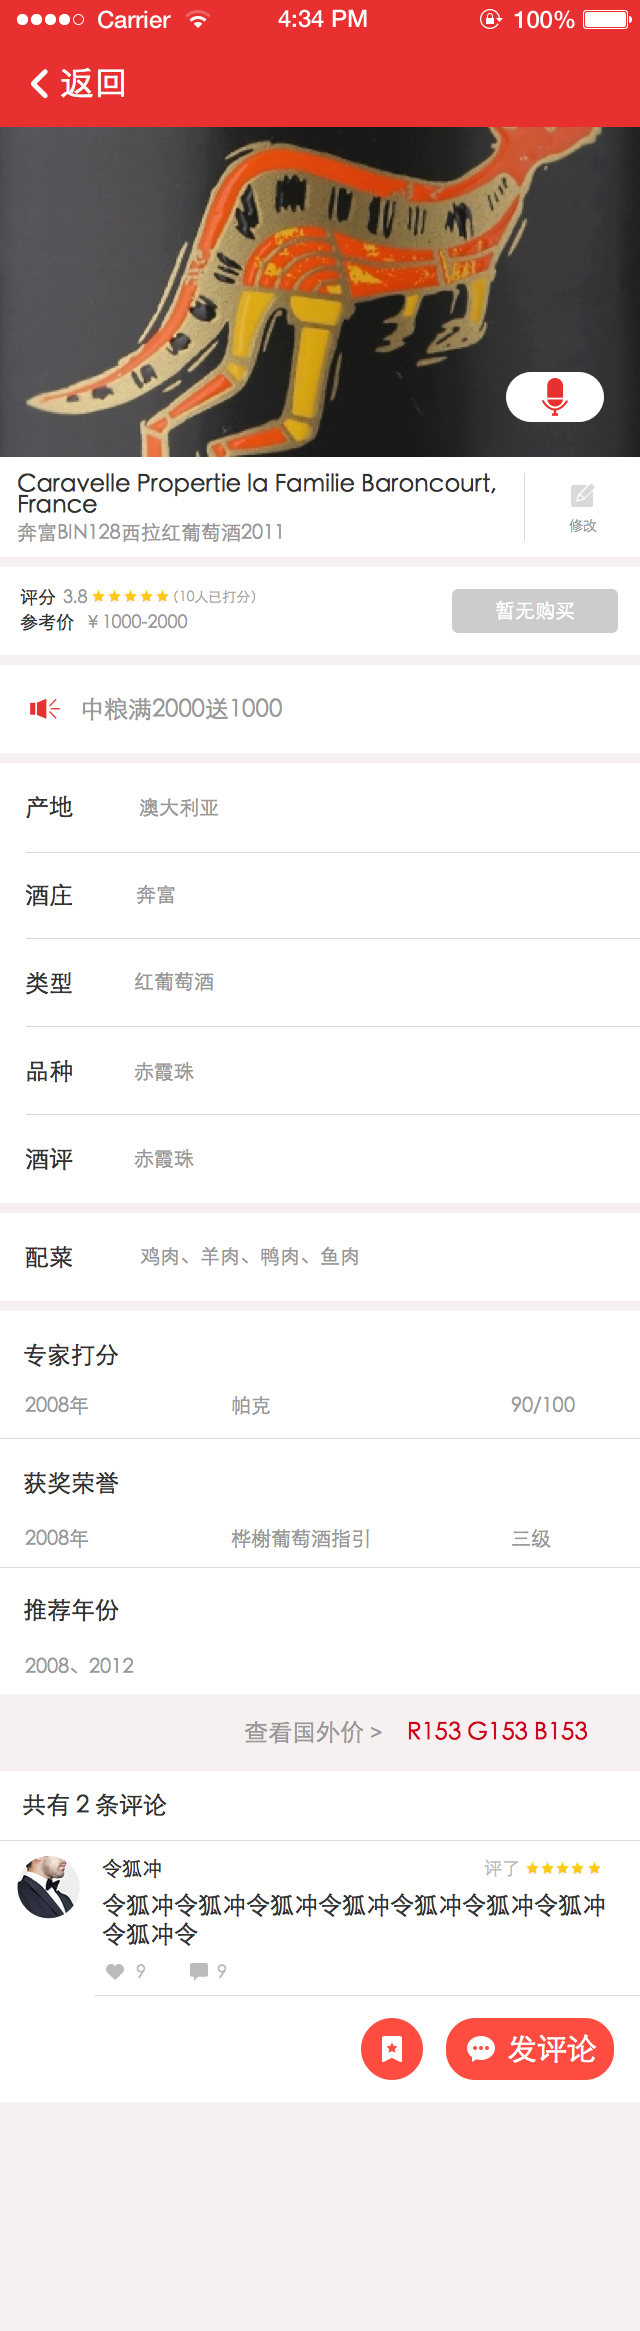 Carrier 4:34 PM 100%
返回
Caravelle Propertie la Familie Baroncourt,
France
奔富BIN128西拉红葡萄酒2011
修改
评分 3.8 (10人已打分)
参考价 ¥1000-2000
暂无购买
中粮满2000送1000
产地 澳大利亚
酒庄 奔富
类型 红葡萄酒
品种 赤霞珠
酒评 赤霞珠
配菜 鸡肉、羊肉、鸭肉、鱼肉
专家打分
2008年 帕克 90/100
获奖荣誉
2008年 桦榭葡萄酒指引 三级
推荐年份
2008、2012
查看国外价 > R153 G153 B153
共有 2 条评论
令狐冲 评了
令狐冲令狐冲令狐冲令狐冲令狐冲令狐冲令狐冲
令狐冲令
9 9
发评论